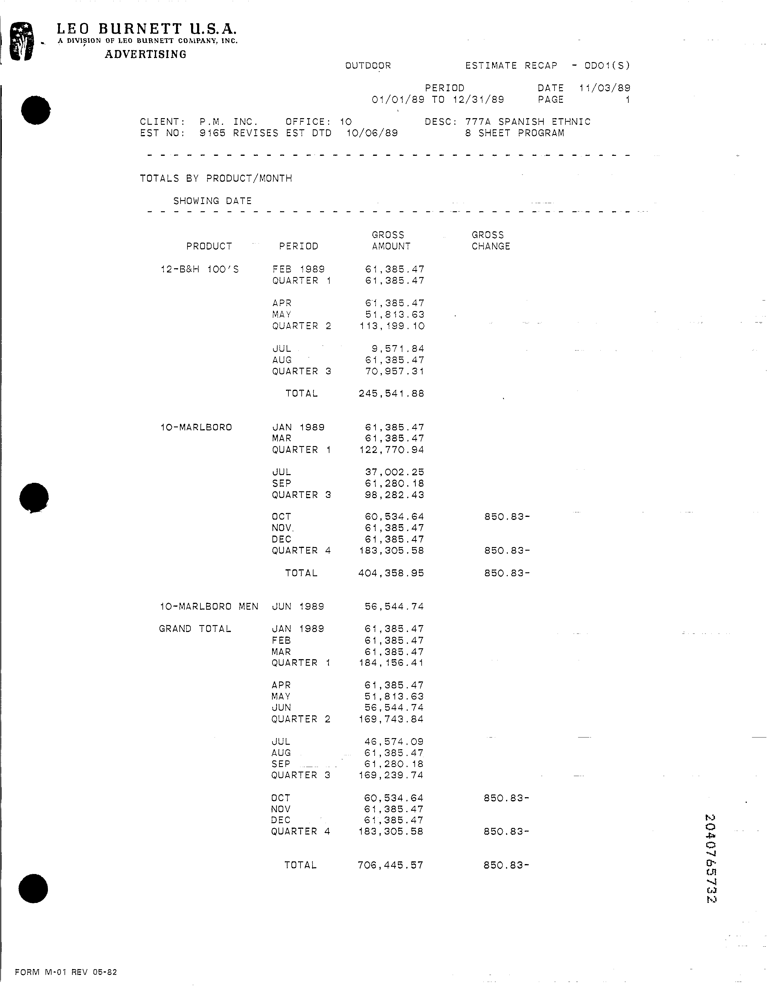 LEO BURNETT U.S.A.
A DIVISION OF LEO BURNETT COMPANY, INC.
ADVERTISING
OUTDOOR ESTIMATE RECAP - ODO1(S)
PERIOD DATE 11/03/89
01/01/89 TO 12/31/89 PAGE 1
CLIENT: P.M. INC. OFFICE: 10 DESC: 777A SPANISH ETHNIC
EST NO: 9165 REVISES EST DTD 10/06/89 8 SHEET PROGRAM
TOTALS BY PRODUCT/MONTH
SHOWING DATE
GROSS GROSS
PRODUCT PERIOD AMOUNT CHANGE
12-B&H 100'S FEB 1989 61,385.47
QUARTER 1 61,385.47
APR 61,385.47
MAY 51,813.63
QUARTER 2 113,199.10
JUL 9,571.84
AUG 61,385.47
QUARTER 3 70,957.31
TOTAL 245,541.88
10-MARLBORO JAN 1989 61,385.47
MAR 61,385.47
QUARTER 1 122,770.94
JUL 37,002.25
SEP 61,280.18
QUARTER 3 98,282.43
OCT 60,534.64 850.83-
NOV. 61,385.47
DEC 61,385.47
QUARTER 4 183,305.58 850.83-
TOTAL 404,358.95 850.83-
10-MARLBORO MEN JUN 1989 56,544.74
GRAND TOTAL JAN 1989 61,385.47
FEB 61,385.47
MAR 61,385.47
QUARTER 1 184,156.41
APR 61,385.47
MAY 51,813.63
JUN 56,544.74
QUARTER 2 169,743.84
JUL 46,574.09
AUG 61,385.47
SEP 61,280.18
QUARTER 3 169,239.74
OCT 60,534.64 850.83-
NOV 61,385.47
DEC 61,385.47
QUARTER 4 183,305.58 850.83-
TOTAL 706,445.57 850.83-
2040765732
FORM M-01 REV 05-82